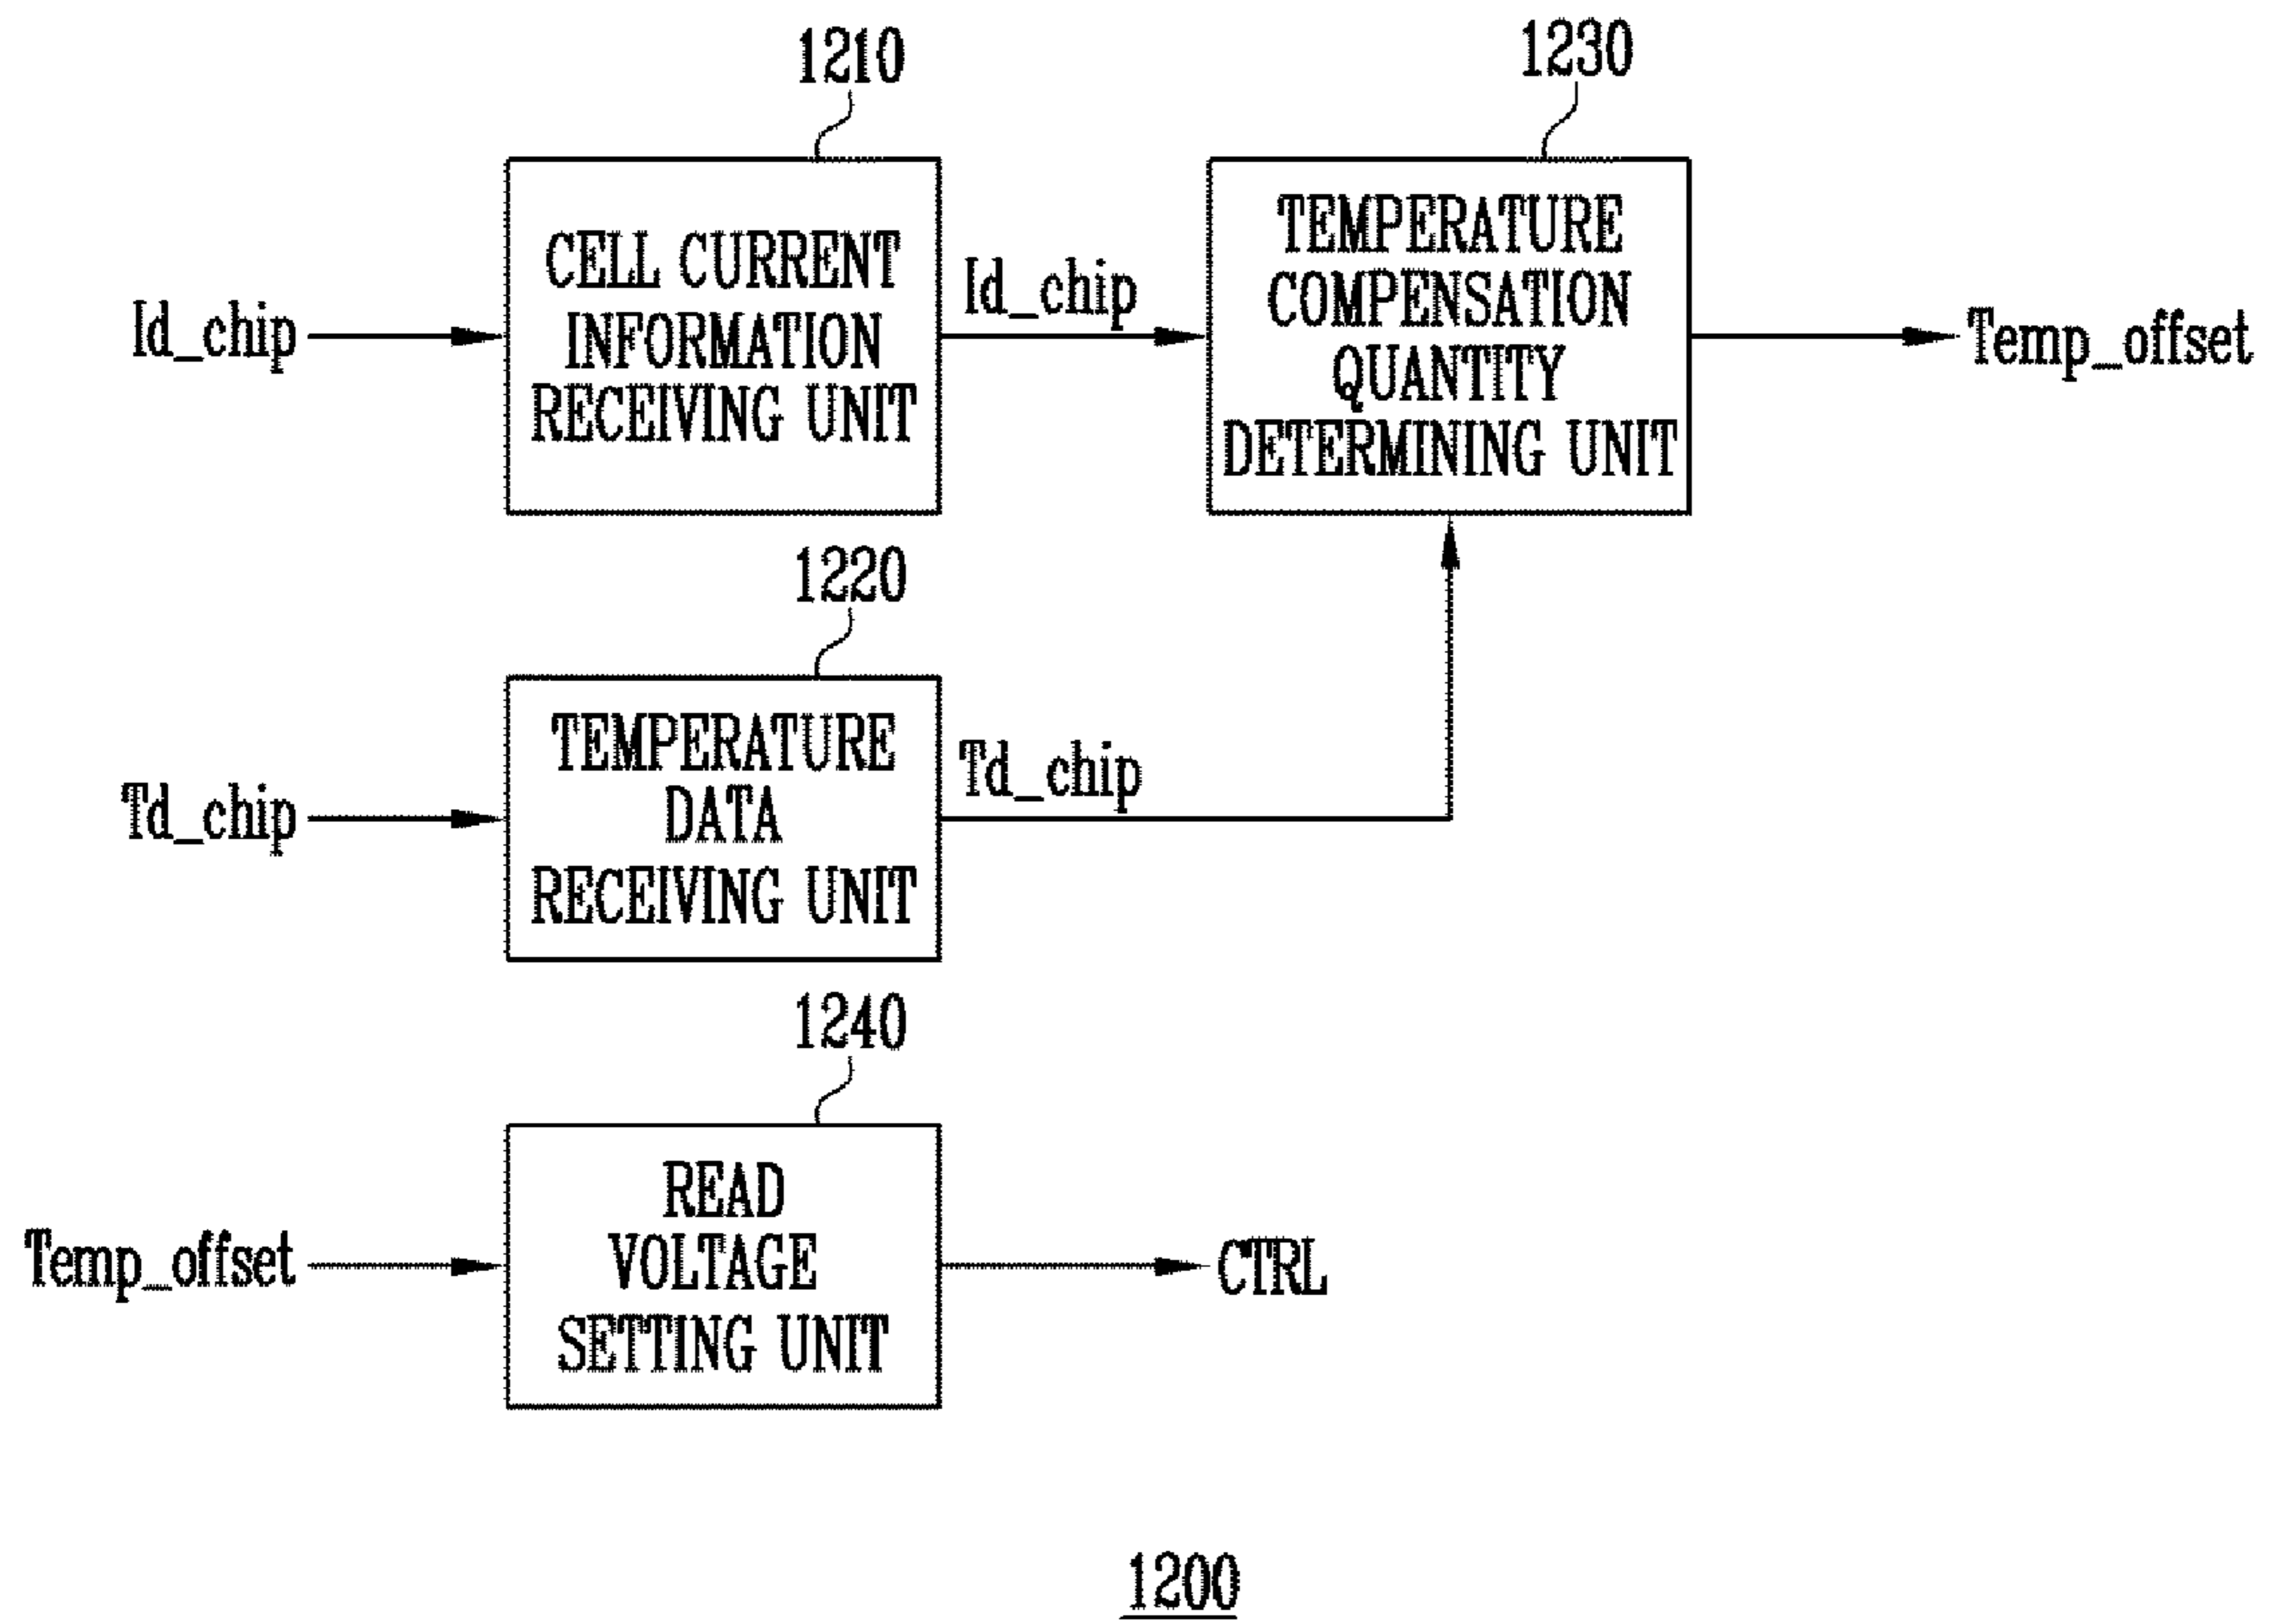 1210
1230
Id_chip
CELL CURRENT
INFORMATION
RECEIVING UNIT
Id_chip
TEMPERATURE
COMPENSATION
QUANTITY
DETERMINING UNIT
Temp_offset
1220
Td_chip
TEMPERATURE
DATA
RECEIVING UNIT
Td_chip
1240
Temp_offset
READ
VOLTAGE
SETTING UNIT
CTRL
1200